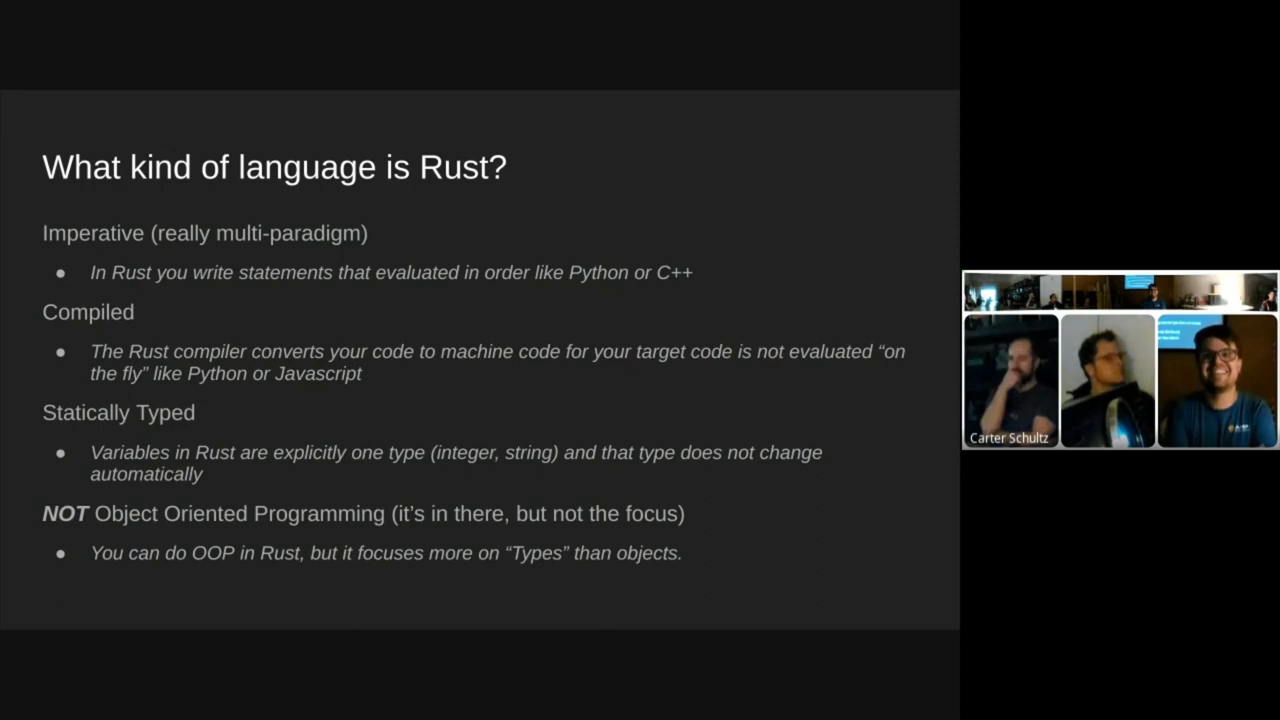 What kind of language is Rust?
Imperative (really multi-paradigm)
● In Rust you write statements that evaluated in order like Python or C++
Compiled
● The Rust compiler converts your code to machine code for your target code is not evaluated “on
the fly” like Python or Javascript
Statically Typed
● Variables in Rust are explicitly one type (integer, string) and that type does not change
automatically
NOT Object Oriented Programming (it’s in there, but not the focus)
● You can do OOP in Rust, but it focuses more on “Types” than objects.
Carter Schultz